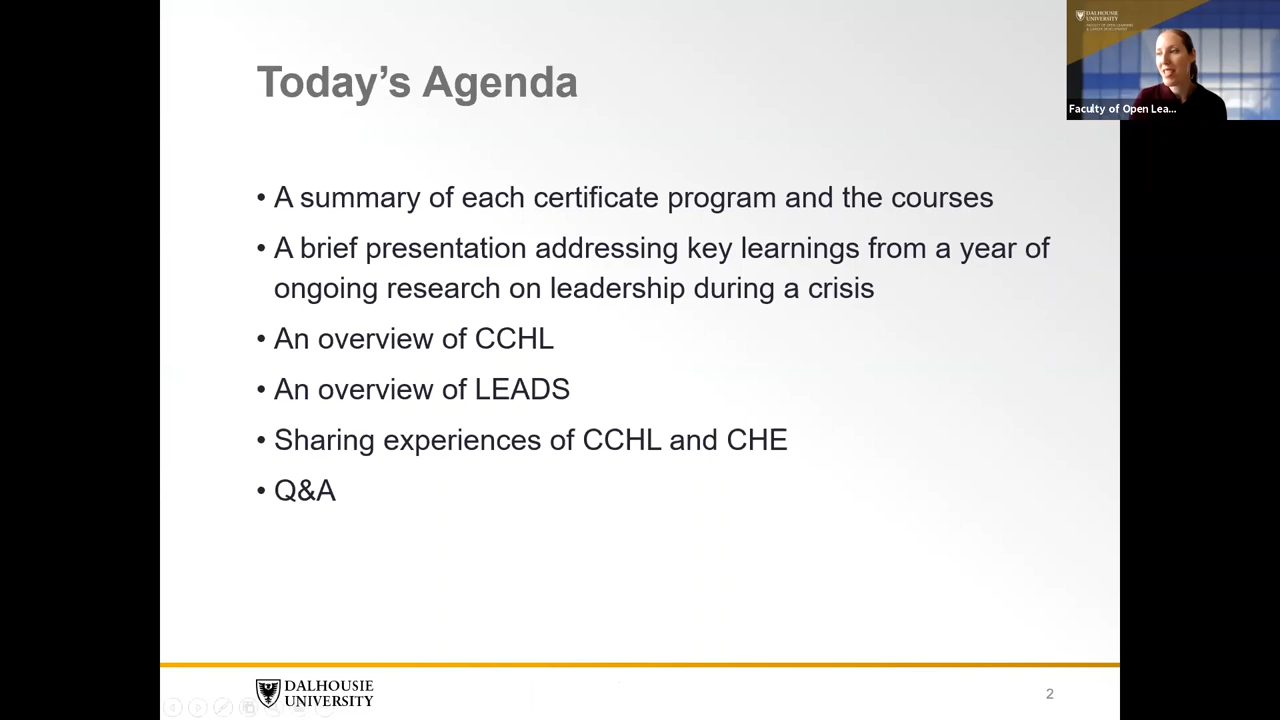 Today's Agenda
• A summary of each certificate program and the courses
• A brief presentation addressing key learnings from a year of
ongoing research on leadership during a crisis
• An overview of CCHL
• An overview of LEADS
• Sharing experiences of CCHL and CHE
• Q&A
DALHOUSIE
UNIVERSITY
2
DALHOUSIE
UNIVERSITY
Faculty of Open Lea...